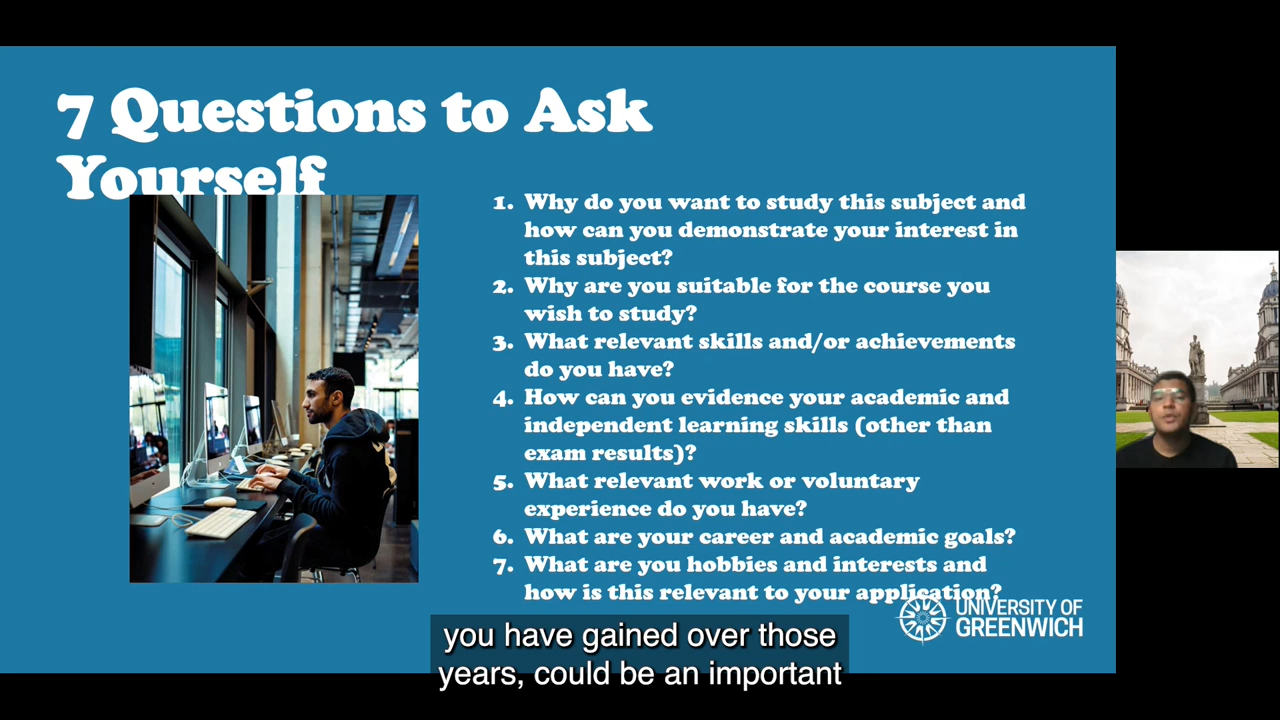 7 Questions to Ask
Yourself
1. Why do you want to study this subject and
how can you demonstrate your interest in
this subject?
2. Why are you suitable for the course you
wish to study?
3. What relevant skills and/or achievements
do you have?
4. How can you evidence your academic and
independent learning skills (other than
exam results)?
5. What relevant work or voluntary
experience do you have?
6. What are your career and academic goals?
7. What are you hobbies and interests and
how is this relevant to your application?
UNIVERSITY OF
GREENWICH
you have gained over those
years, could be an important